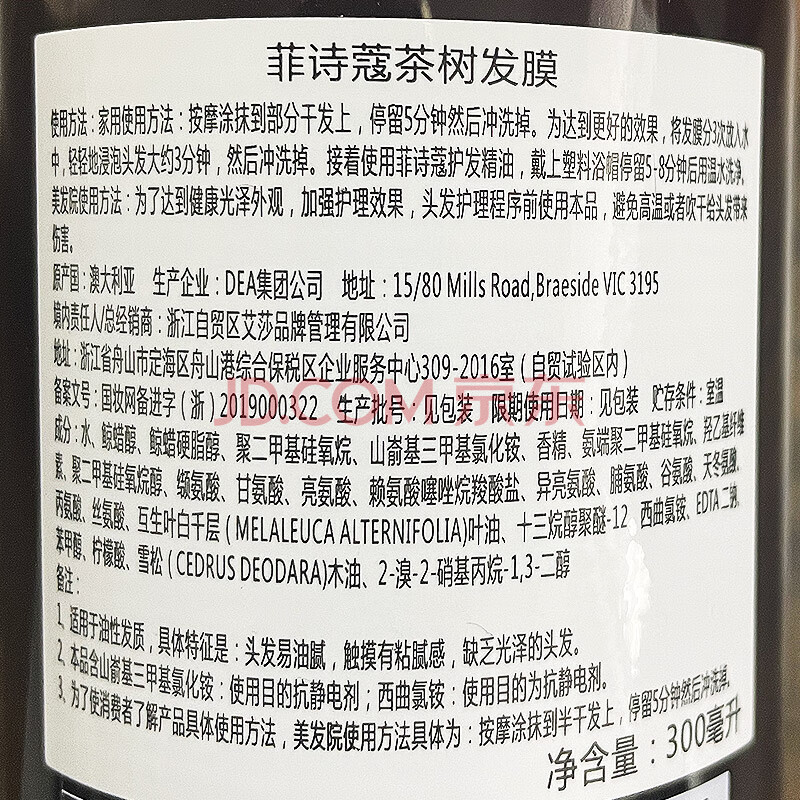 菲诗蔻茶树发膜
使用方法：家用使用方法：按摩涂抹到部分干发上，停留5分钟然后冲洗掉。为达到更好的效果，将发膜分3次放入水
中，轻轻地浸泡头发大约3分钟，然后冲洗掉。接着使用菲诗蔻护发精油，戴上塑料浴帽停留5-8分钟后用温水洗净。
美发院使用方法：为了达到健康光泽外观，加强护理效果，头发护理程序前使用本品，避免高温或者吹干给头发带来
伤害。
原产国：澳大利亚 生产企业：DEA集团公司 地址：15/80 Mills Road,Braeside VIC 3195
境内责任人/总经销商：浙江自贸区艾莎品牌管理有限公司
地址：浙江省舟山市定海区舟山港综合保税区企业服务中心309-2016室（自贸试验区内）
备案文号：国妆网备进字（浙）2019000322 生产批号：见包装 限期使用日期：见包装 贮存条件：室温
JD.COM 京东
成分：水、鲸蜡醇、鲸蜡硬脂醇、聚二甲基硅氧烷、山嵛基三甲基氯化铵、香精、氨端聚二甲基硅氧烷、羟乙基纤维
素、聚二甲基硅氧烷醇、缬氨酸、甘氨酸、亮氨酸、赖氨酸噻唑烷羧酸盐、异亮氨酸、脯氨酸、谷氨酸、天冬氨酸、
丙氨酸、丝氨酸、互生叶白千层（MELALEUCA ALTERNIFOLIA)叶油、十三烷醇聚醚-12 西曲氯铵、EDTA二钠、
苯甲醇、柠檬酸、雪松（CEDRUS DEODARA)木油、2-溴-2-硝基丙烷-1,3-二醇
备注：
1、适用于油性发质，具体特征是：头发易油腻，触摸有粘腻感，缺乏光泽的头发。
2、本品含山嵛基三甲基氯化铵：使用目的抗静电剂；西曲氯铵：使用目的为抗静电剂。
3、为了使消费者了解产品具体使用方法，美发院使用方法具体为：按摩涂抹到半干发上，停留5分钟然后冲洗掉。
净含量：300毫升